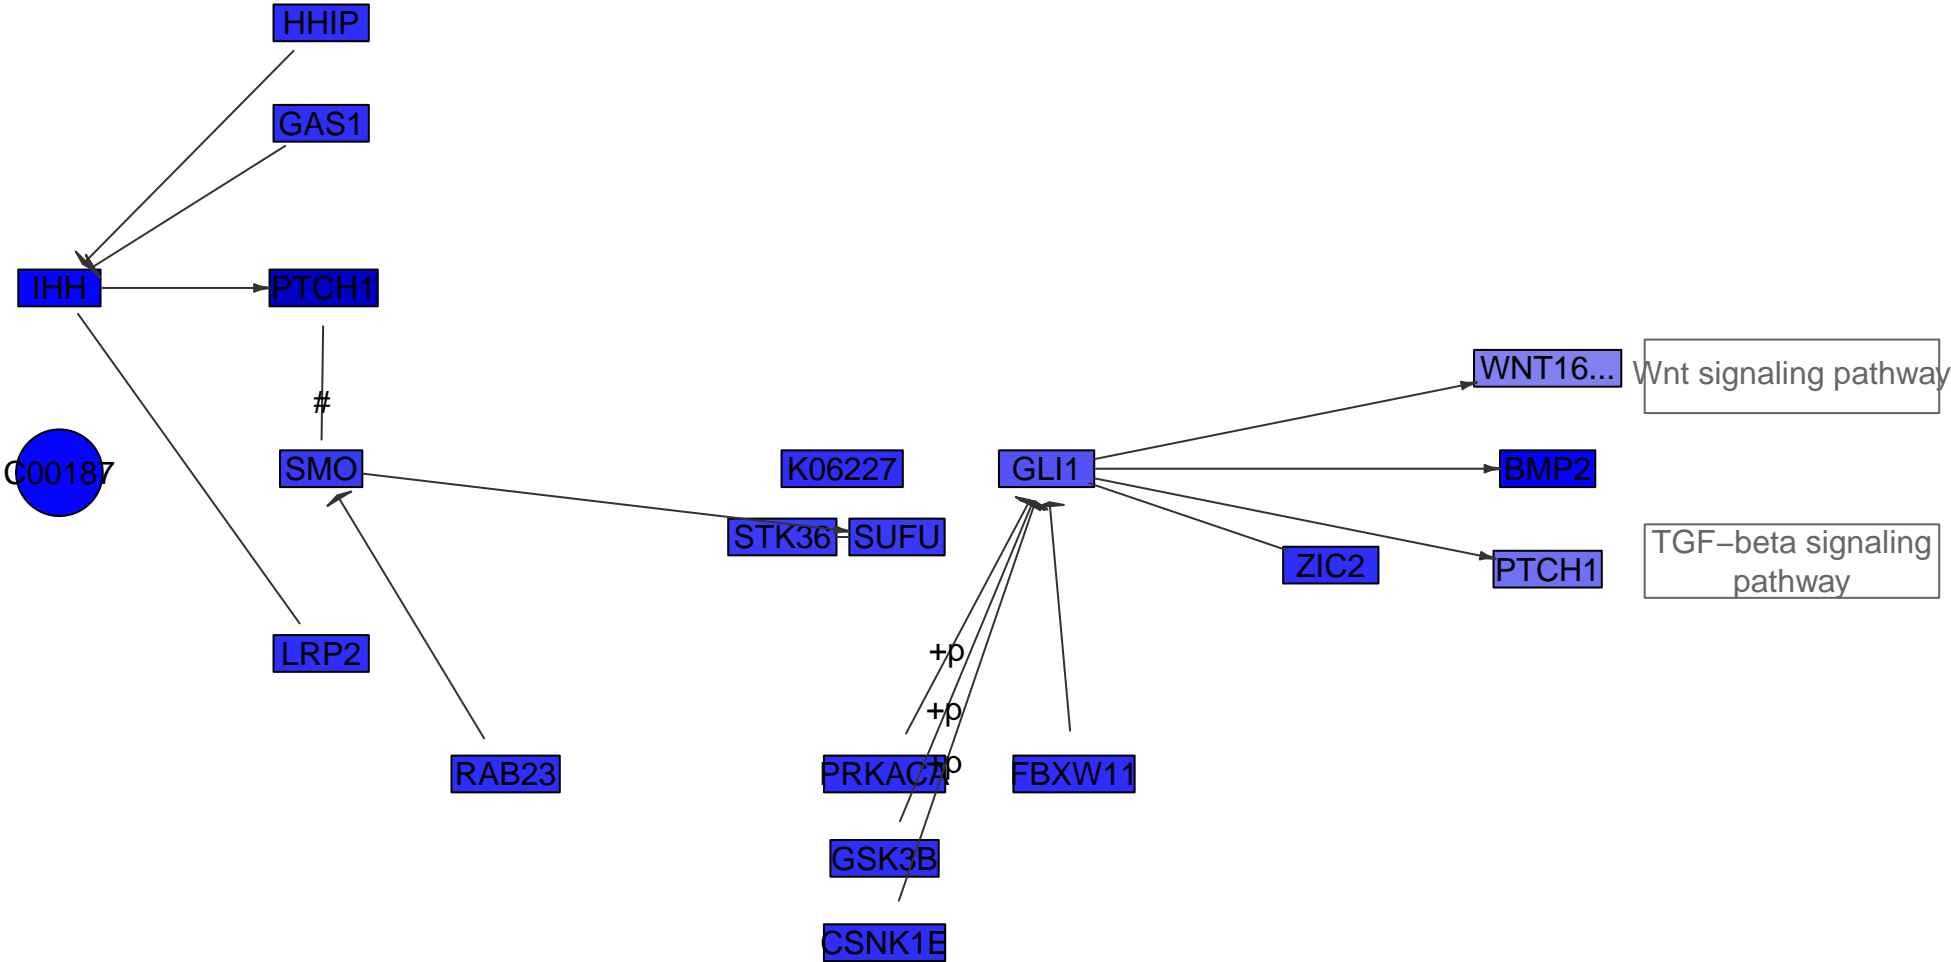 HHIP
GAS1
IHH
PTCH1
WNT16...
Wnt signaling pathway
#
C00187
SMO
K06227
GLI1
BMP2
STK36
SUFU
TGF−beta signaling
pathway
ZIC2
PTCH1
LRP2
+p
+p
+p
RAB23
PRKACA
FBXW11
GSK3B
CSNK1E